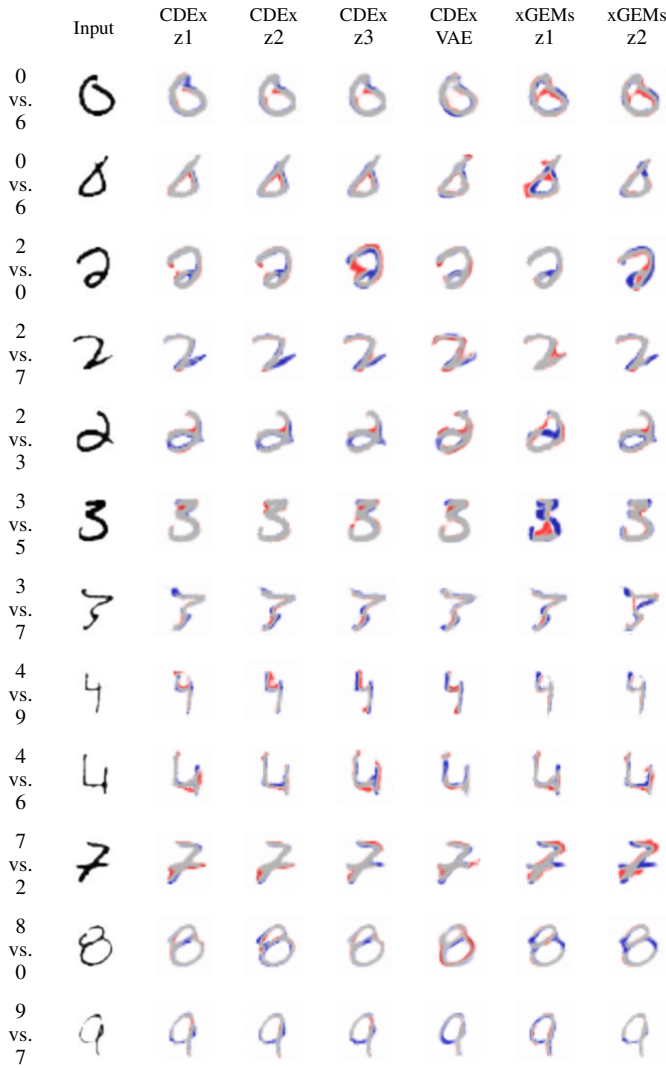 Input CDEx z1 CDEx z2 CDEx z3 CDEx VAE xGEMs z1 xGEMs z2
0 vs. 6
0 vs. 6
2 vs. 0
2 vs. 7
2 vs. 3
3 vs. 5
3 vs. 7
4 vs. 9
4 vs. 6
7 vs. 2
8 vs. 0
9 vs. 7